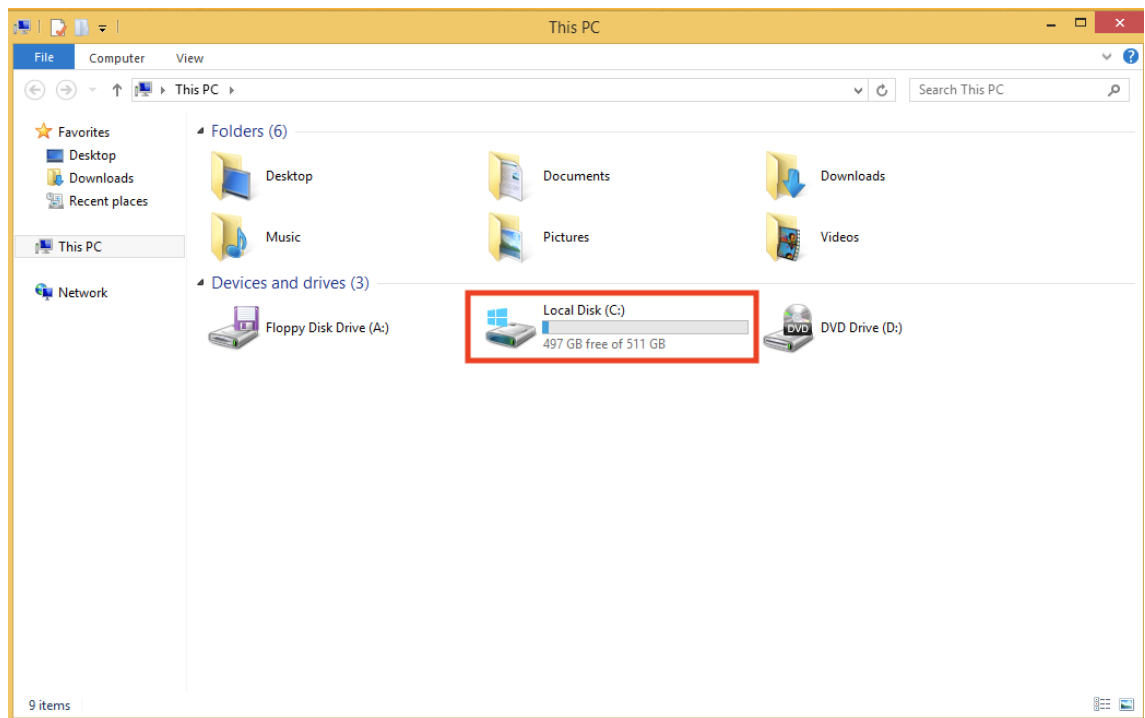 This PC
File Computer View
This PC
Search This PC
Favorites
Desktop
Downloads
Recent places
This PC
Network
Folders (6)
Desktop Documents Downloads
Music Pictures Videos
Devices and drives (3)
Floppy Disk Drive (A:)
Local Disk (C:)
497 GB free of 511 GB
DVD
DVD Drive (D:)
9 items